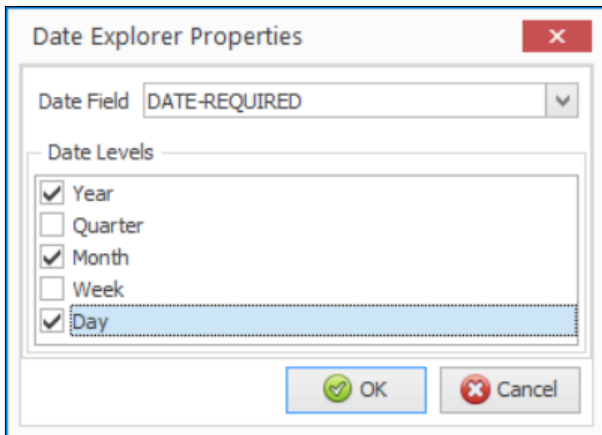 Date Explorer Properties
Date Field DATE-REQUIRED
Date Levels
Year
Quarter
Month
Week
Day
OK Cancel